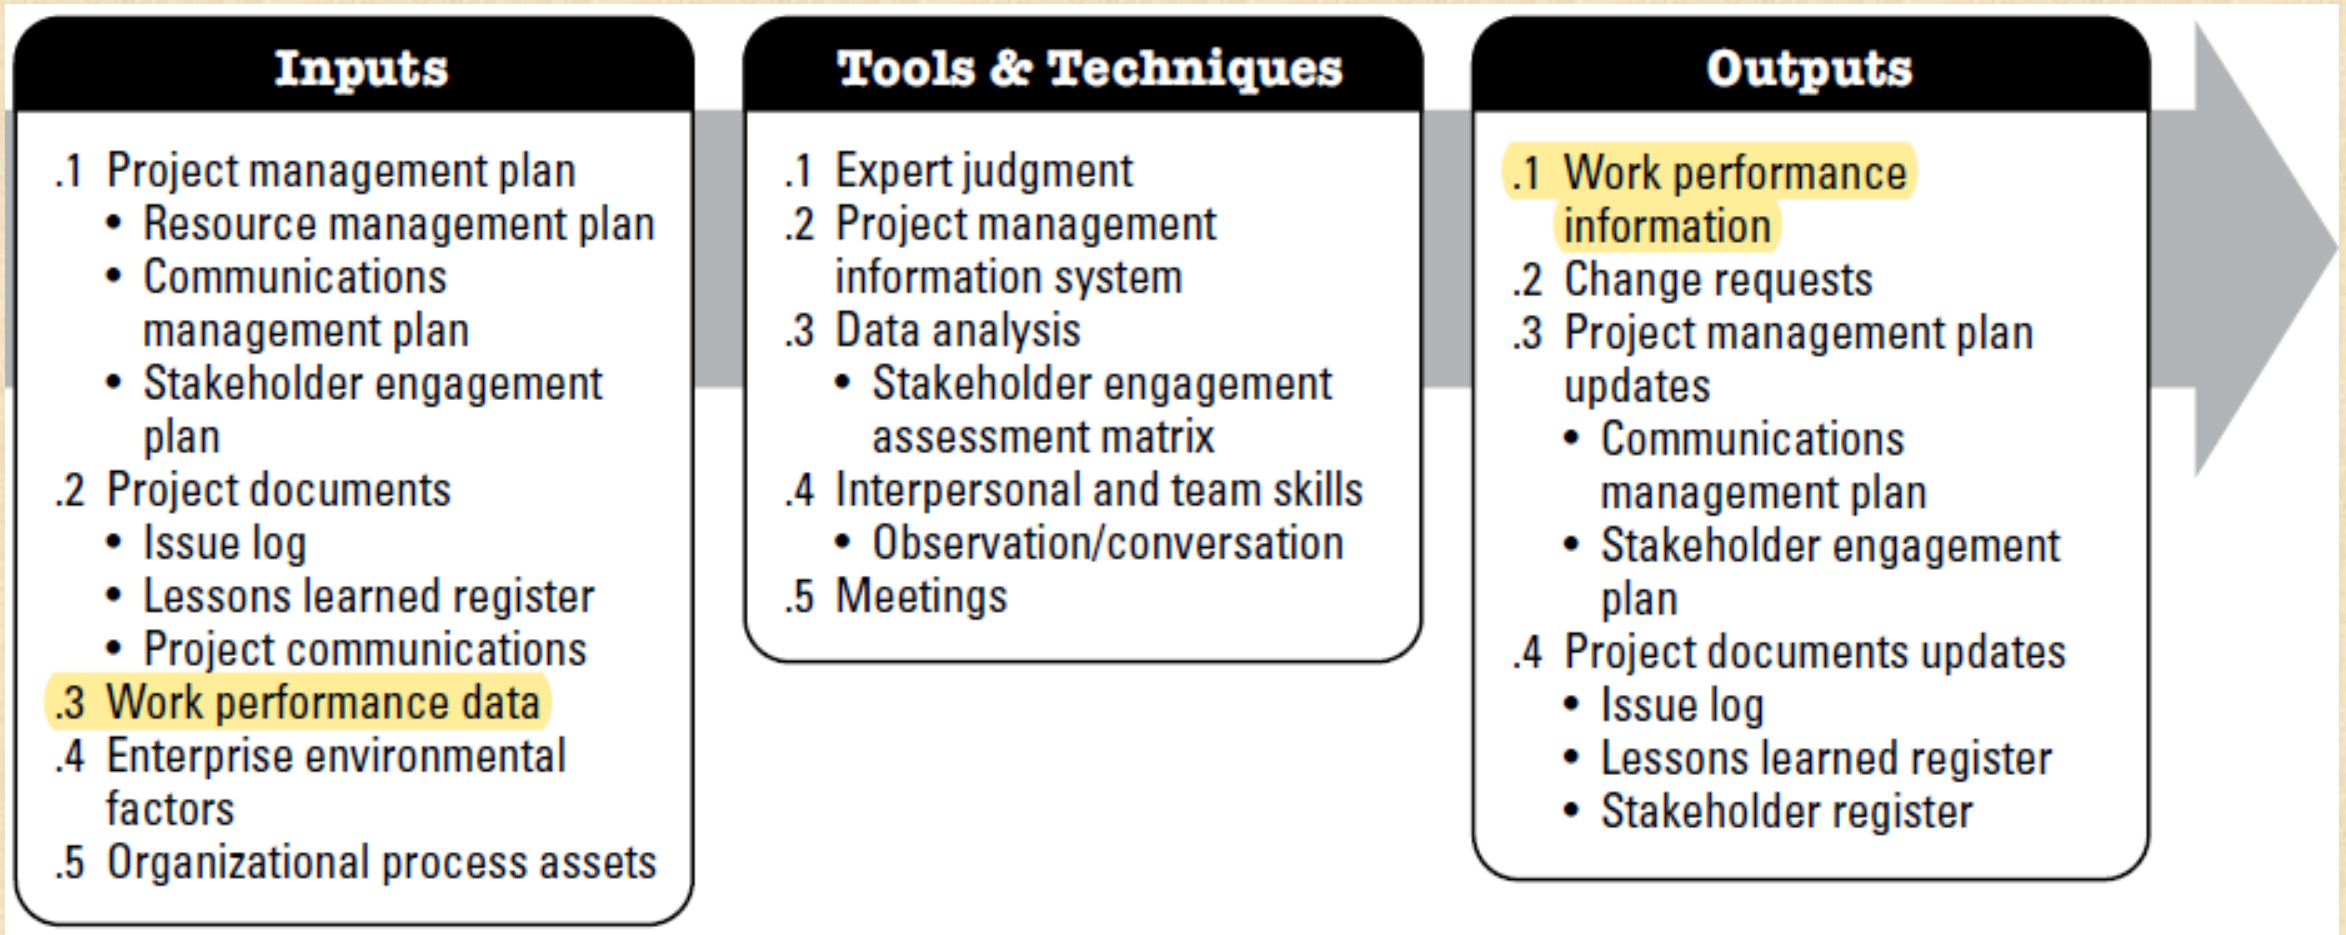 Inputs
.1 Project management plan
• Resource management plan
• Communications
management plan
• Stakeholder engagement
plan
.2 Project documents
• Issue log
• Lessons learned register
• Project communications
.3 Work performance data
.4 Enterprise environmental
factors
.5 Organizational process assets
Tools & Techniques
.1 Expert judgment
.2 Project management
information system
.3 Data analysis
• Stakeholder engagement
assessment matrix
.4 Interpersonal and team skills
• Observation/conversation
.5 Meetings
Outputs
.1 Work performance
information
.2 Change requests
.3 Project management plan
updates
• Communications
management plan
• Stakeholder engagement
plan
.4 Project documents updates
• Issue log
• Lessons learned register
• Stakeholder register